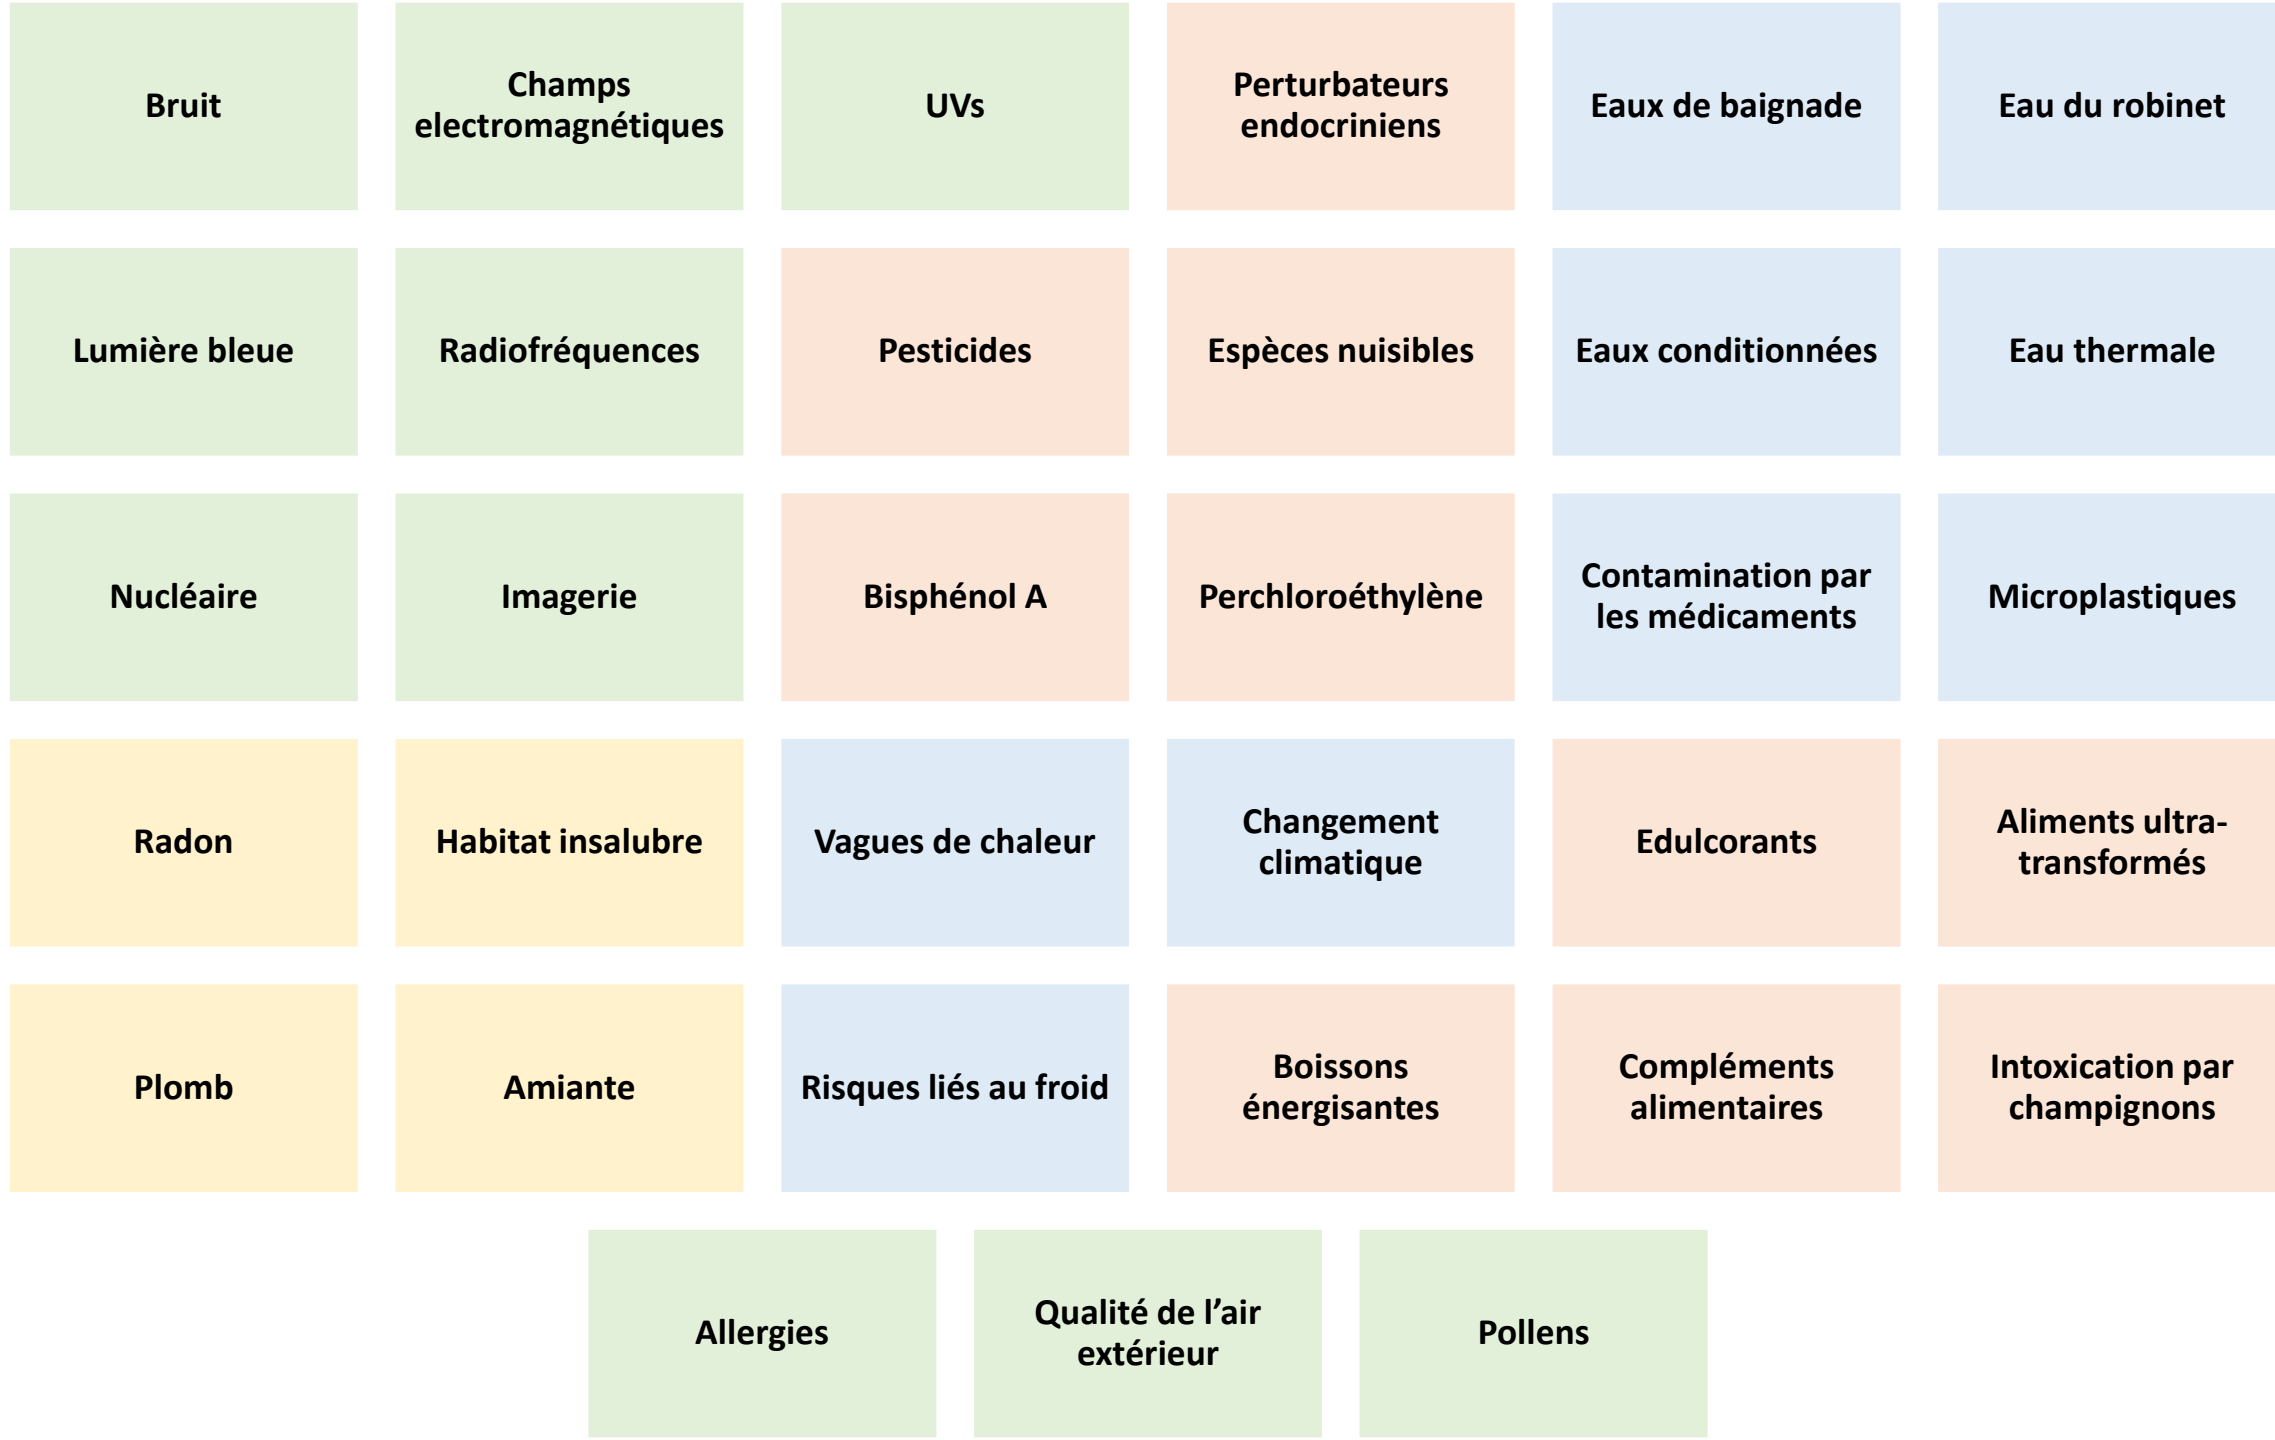 Bruit
Champs
electromagnétiques
UVs
Perturbateurs
endocriniens
Eaux de baignade
Eau du robinet
Lumière bleue
Radiofréquences
Pesticides
Espèces nuisibles
Eaux conditionnées
Eau thermale
Nucléaire
Imagerie
Bisphénol A
Perchloroéthylène
Contamination par
les médicaments
Microplastiques
Radon
Habitat insalubre
Vagues de chaleur
Changement
climatique
Edulcorants
Aliments ultra-
transformés
Plomb
Amiante
Risques liés au froid
Boissons
énergisantes
Compléments
alimentaires
Intoxication par
champignons
Allergies
Qualité de l’air
extérieur
Pollens